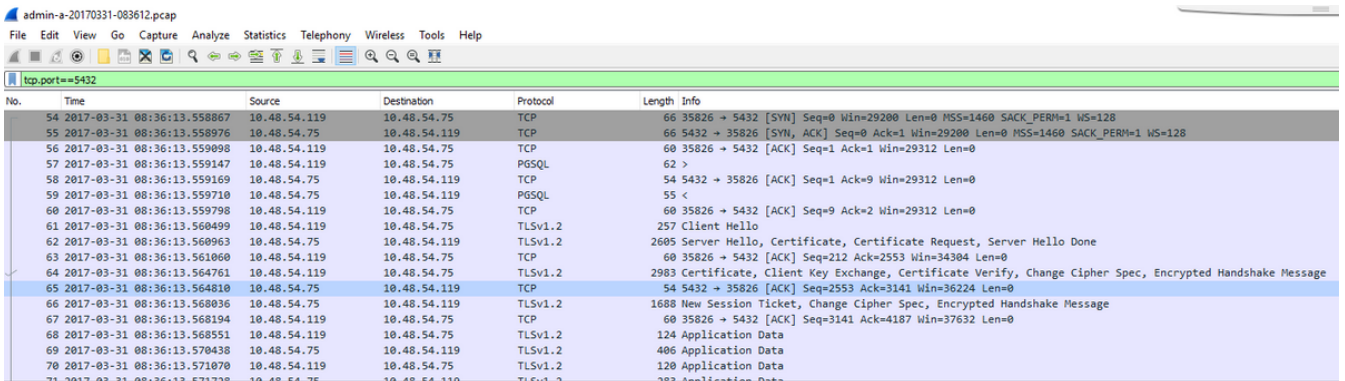 admin-a-20170331-083612.pcap
File Edit View Go Capture Analyze Statistics Telephony Wireless Tools Help
tcp.port==5432
No. Time Source Destination Protocol Length Info
54 2017-03-31 08:36:13.558867 10.48.54.119 10.48.54.75 TCP 66 35826 → 5432 [SYN] Seq=0 Win=29200 Len=0 MSS=1460 SACK_PERM=1 WS=128
55 2017-03-31 08:36:13.558976 10.48.54.75 10.48.54.119 TCP 66 5432 → 35826 [SYN, ACK] Seq=0 Ack=1 Win=29200 Len=0 MSS=1460 SACK_PERM=1 WS=128
56 2017-03-31 08:36:13.559098 10.48.54.119 10.48.54.75 TCP 60 35826 → 5432 [ACK] Seq=1 Ack=1 Win=29312 Len=0
57 2017-03-31 08:36:13.559147 10.48.54.119 10.48.54.75 PGSQL 62 >
58 2017-03-31 08:36:13.559169 10.48.54.75 10.48.54.119 TCP 54 5432 → 35826 [ACK] Seq=1 Ack=9 Win=29312 Len=0
59 2017-03-31 08:36:13.559710 10.48.54.75 10.48.54.119 PGSQL 55 <
60 2017-03-31 08:36:13.559798 10.48.54.119 10.48.54.75 TCP 60 35826 → 5432 [ACK] Seq=9 Ack=2 Win=29312 Len=0
61 2017-03-31 08:36:13.560499 10.48.54.119 10.48.54.75 TLSv1.2 257 Client Hello
62 2017-03-31 08:36:13.560963 10.48.54.75 10.48.54.119 TLSv1.2 2605 Server Hello, Certificate, Certificate Request, Server Hello Done
63 2017-03-31 08:36:13.561060 10.48.54.119 10.48.54.75 TCP 60 35826 → 5432 [ACK] Seq=212 Ack=2553 Win=34304 Len=0
64 2017-03-31 08:36:13.564761 10.48.54.119 10.48.54.75 TLSv1.2 2983 Certificate, Client Key Exchange, Certificate Verify, Change Cipher Spec, Encrypted Handshake Message
65 2017-03-31 08:36:13.564810 10.48.54.75 10.48.54.119 TCP 54 5432 → 35826 [ACK] Seq=2553 Ack=3141 Win=36224 Len=0
66 2017-03-31 08:36:13.568036 10.48.54.75 10.48.54.119 TLSv1.2 1688 New Session Ticket, Change Cipher Spec, Encrypted Handshake Message
67 2017-03-31 08:36:13.568194 10.48.54.119 10.48.54.75 TCP 60 35826 → 5432 [ACK] Seq=3141 Ack=4187 Win=37632 Len=0
68 2017-03-31 08:36:13.568551 10.48.54.119 10.48.54.75 TLSv1.2 124 Application Data
69 2017-03-31 08:36:13.570438 10.48.54.75 10.48.54.119 TLSv1.2 406 Application Data
70 2017-03-31 08:36:13.571070 10.48.54.119 10.48.54.75 TLSv1.2 120 Application Data
71 2017-03-31 08:36:13.571728 10.48.54.75 10.48.54.119 TLSv1.2 283 Application Data